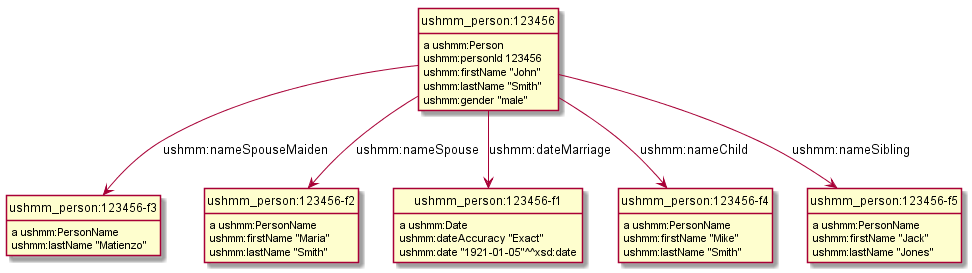 ushmm_person:123456
a ushmm:Person
ushmm:personId 123456
ushmm:firstName "John"
ushmm:lastName "Smith"
ushmm:gender "male"
ushmm:nameSpouseMaiden
ushmm:nameSpouse
ushmm:dateMarriage
ushmm:nameChild
ushmm:nameSibling
ushmm_person:123456-f3
a ushmm:PersonName
ushmm:lastName "Matienzo"
ushmm_person:123456-f2
a ushmm:PersonName
ushmm:firstName "Maria"
ushmm:lastName "Smith"
ushmm_person:123456-f1
a ushmm:Date
ushmm:dateAccuracy "Exact"
ushmm:date "1921-01-05"^^xsd:date
ushmm_person:123456-f4
a ushmm:PersonName
ushmm:firstName "Mike"
ushmm:lastName "Smith"
ushmm_person:123456-f5
a ushmm:PersonName
ushmm:firstName "Jack"
ushmm:lastName "Jones"